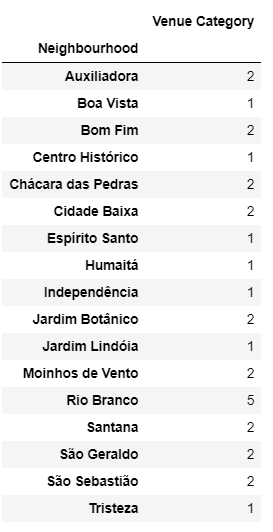 Venue Category
Neighbourhood
Auxiliadora 2
Boa Vista 1
Bom Fim 2
Centro Histórico 1
Chácara das Pedras 2
Cidade Baixa 2
Espírito Santo 1
Humaitá 1
Independência 1
Jardim Botânico 2
Jardim Lindóia 1
Moinhos de Vento 2
Rio Branco 5
Santana 2
São Geraldo 2
São Sebastião 2
Tristeza 1